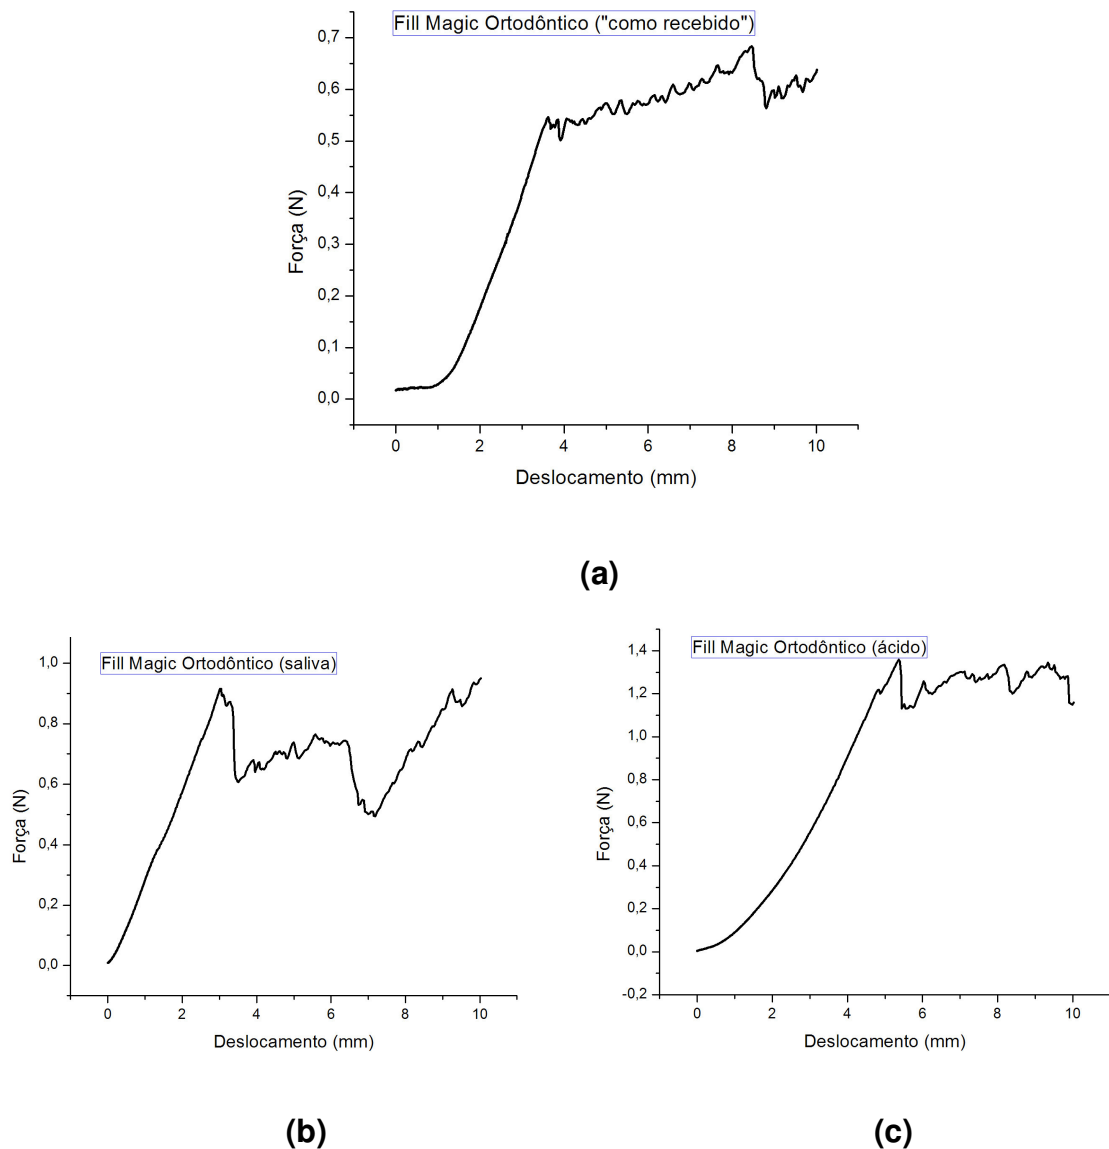 Fill Magic Ortodôntico ("como recebido")
0,7
0,6
0,5
0,4
0,3
0,2
0,1
0,0
Força (N)
0 2 4 6 8 10
Deslocamento (mm)
(a)
Fill Magic Ortodôntico (saliva)
1,0
0,8
0,6
0,4
0,2
0,0
Força (N)
0 2 4 6 8 10
Deslocamento (mm)
(b)
Fill Magic Ortodôntico (ácido)
1,4
1,2
1,0
0,8
0,6
0,4
0,2
0,0
-0,2
Força (N)
0 2 4 6 8 10
Deslocamento (mm)
(c)